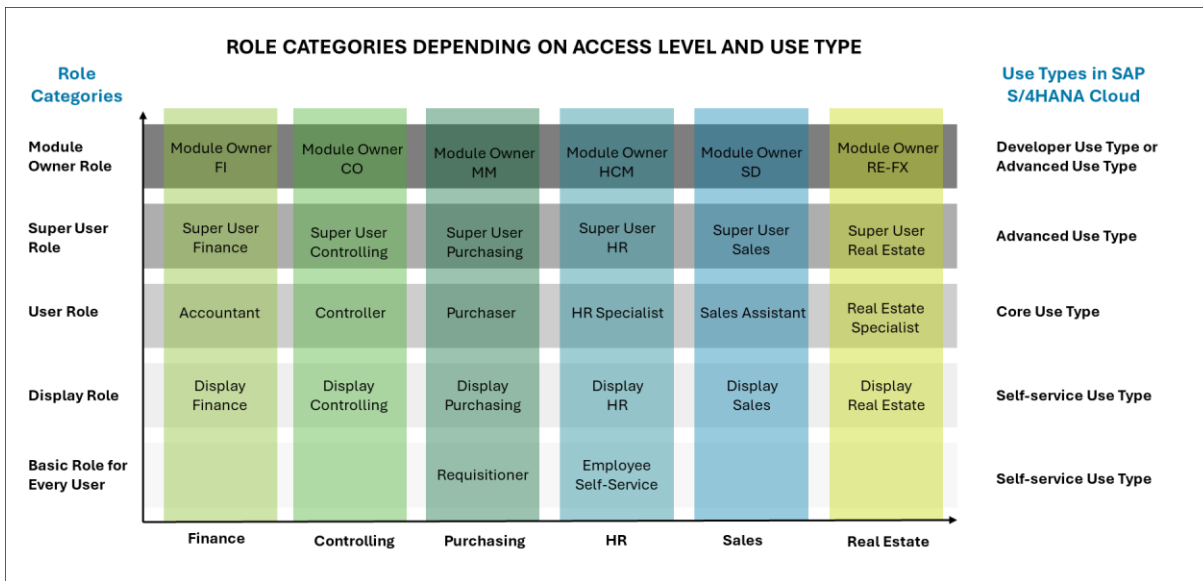 ROLE CATEGORIES DEPENDING ON ACCESS LEVEL AND USE TYPE
Role
Categories
Use Types in SAP
S/4HANA Cloud
Module
Owner Role
Module Owner
FI
Module Owner
CO
Module Owner
MM
Module Owner
HCM
Module Owner
SD
Module Owner
RE-FX
Developer Use Type or
Advanced Use Type
Super User
Role
Super User
Finance
Super User
Controlling
Super User
Purchasing
Super User
HR
Super User
Sales
Super User
Real Estate
Advanced Use Type
User Role
Accountant
Controller
Purchaser
HR Specialist
Sales Assistant
Real Estate
Specialist
Core Use Type
Display Role
Display
Finance
Display
Controlling
Display
Purchasing
Display
HR
Display
Sales
Display
Real Estate
Self-service Use Type
Basic Role for
Every User
Requisitioner
Employee
Self-Service
Self-service Use Type
Finance
Controlling
Purchasing
HR
Sales
Real Estate